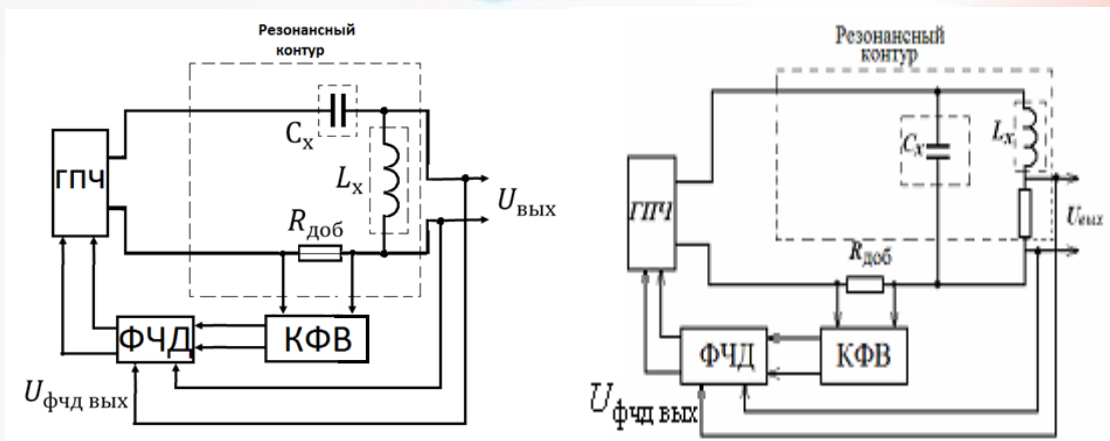 Резонансный
контур
Cₓ
Lₓ
ГПЧ
Uвых
Rдоб
ФЧД
КФВ
Uфчд вых
Резонансный
контур
Cₓ
Lₓ
ГПЧ
Uвых
Rдоб
ФЧД
КФВ
Uфчд вых